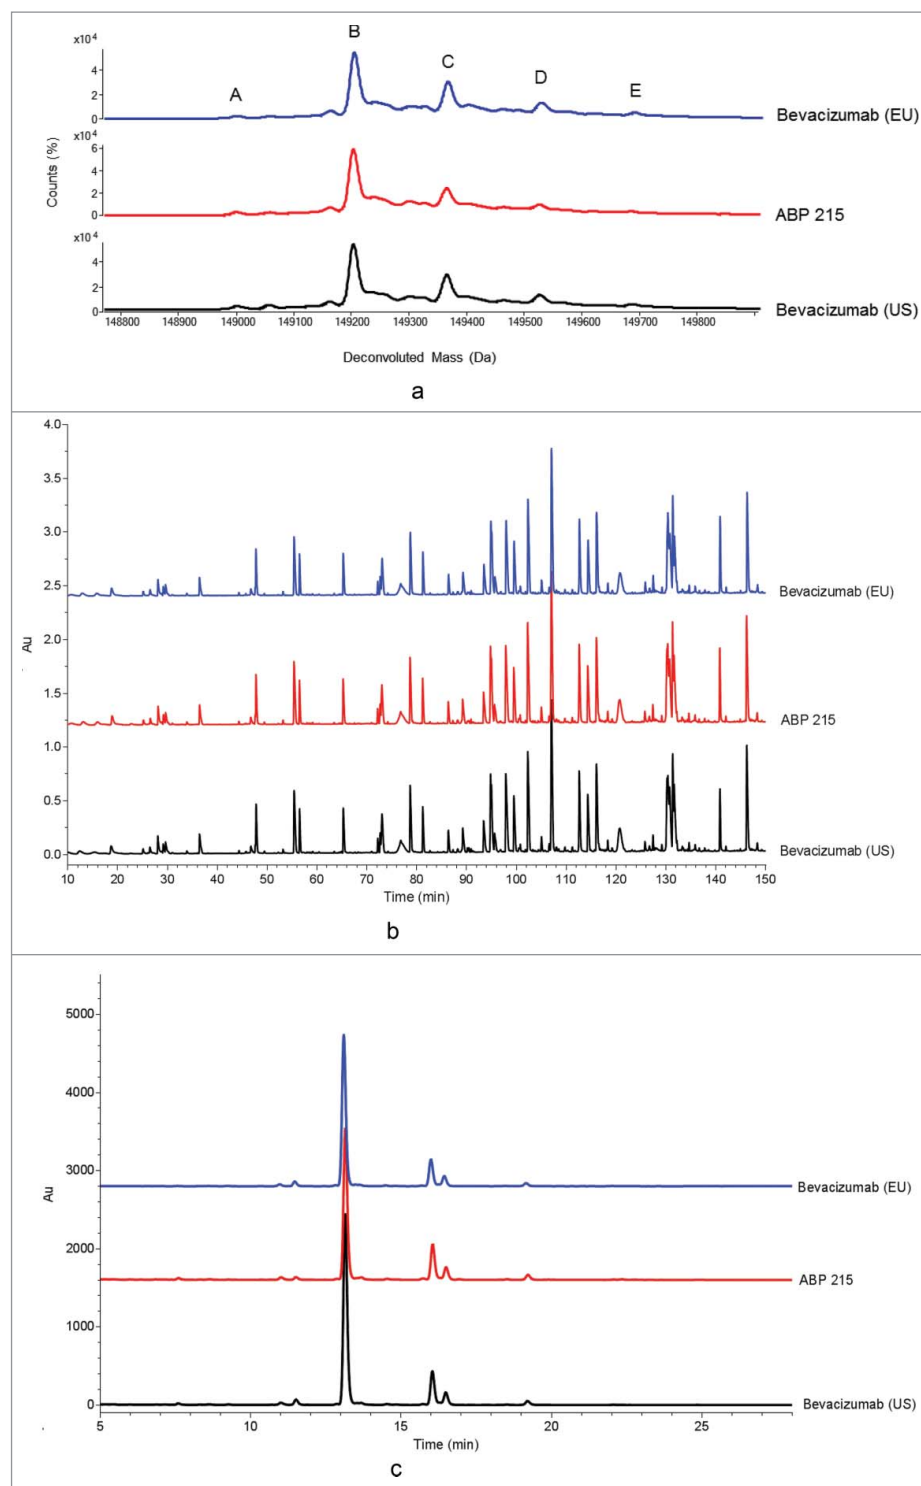 A B C D E
x10⁴
4
2
0
Bevacizumab (EU)
x10⁴
6
4
2
0
ABP 215
x10⁴
4
2
0
Bevacizumab (US)
Counts (%)
148800 148900 149000 149100 149200 149300 149400 149500 149600 149700 149800
Deconvoluted Mass (Da)
a
4.0
3.5
3.0
2.5
2.0
1.5
1.0
0.5
0.0
Au
Bevacizumab (EU)
ABP 215
Bevacizumab (US)
10 20 30 40 50 60 70 80 90 100 110 120 130 140 150
Time (min)
b
5000
4000
3000
2000
1000
0
Au
Bevacizumab (EU)
ABP 215
Bevacizumab (US)
5 10 15 20 25
Time (min)
c